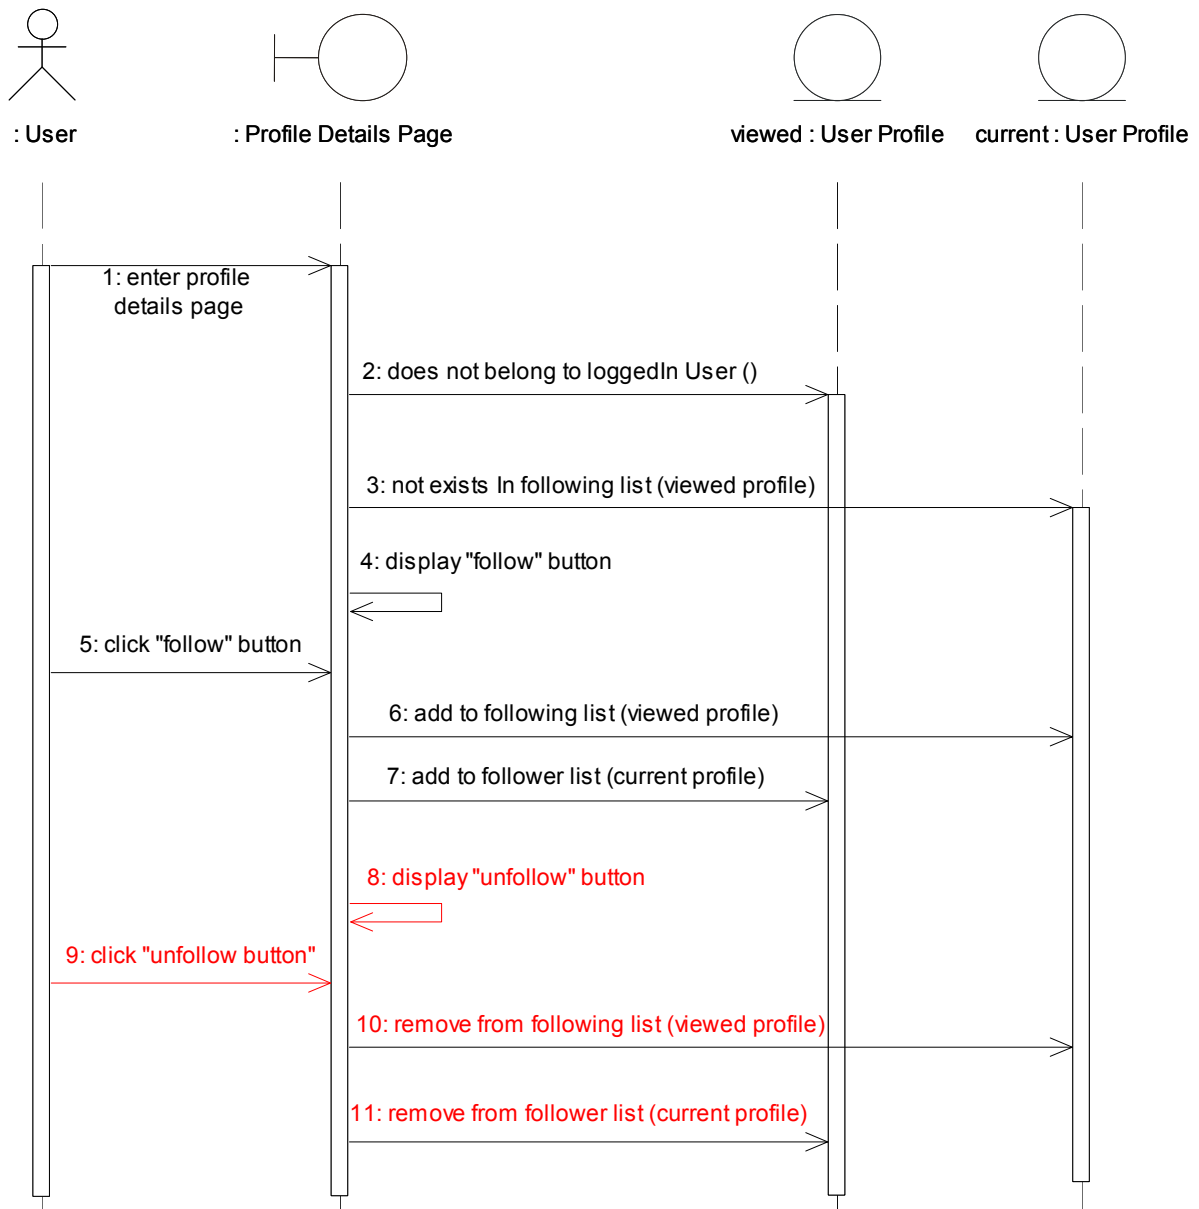 : User
: Profile Details Page
viewed : User Profile
current : User Profile
1: enter profile
details page
2: does not belong to loggedIn User ()
3: not exists In following list (viewed profile)
4: display "follow" button
5: click "follow" button
6: add to following list (viewed profile)
7: add to follower list (current profile)
8: display "unfollow" button
9: click "unfollow button"
10: remove from following list (viewed profile)
11: remove from follower list (current profile)